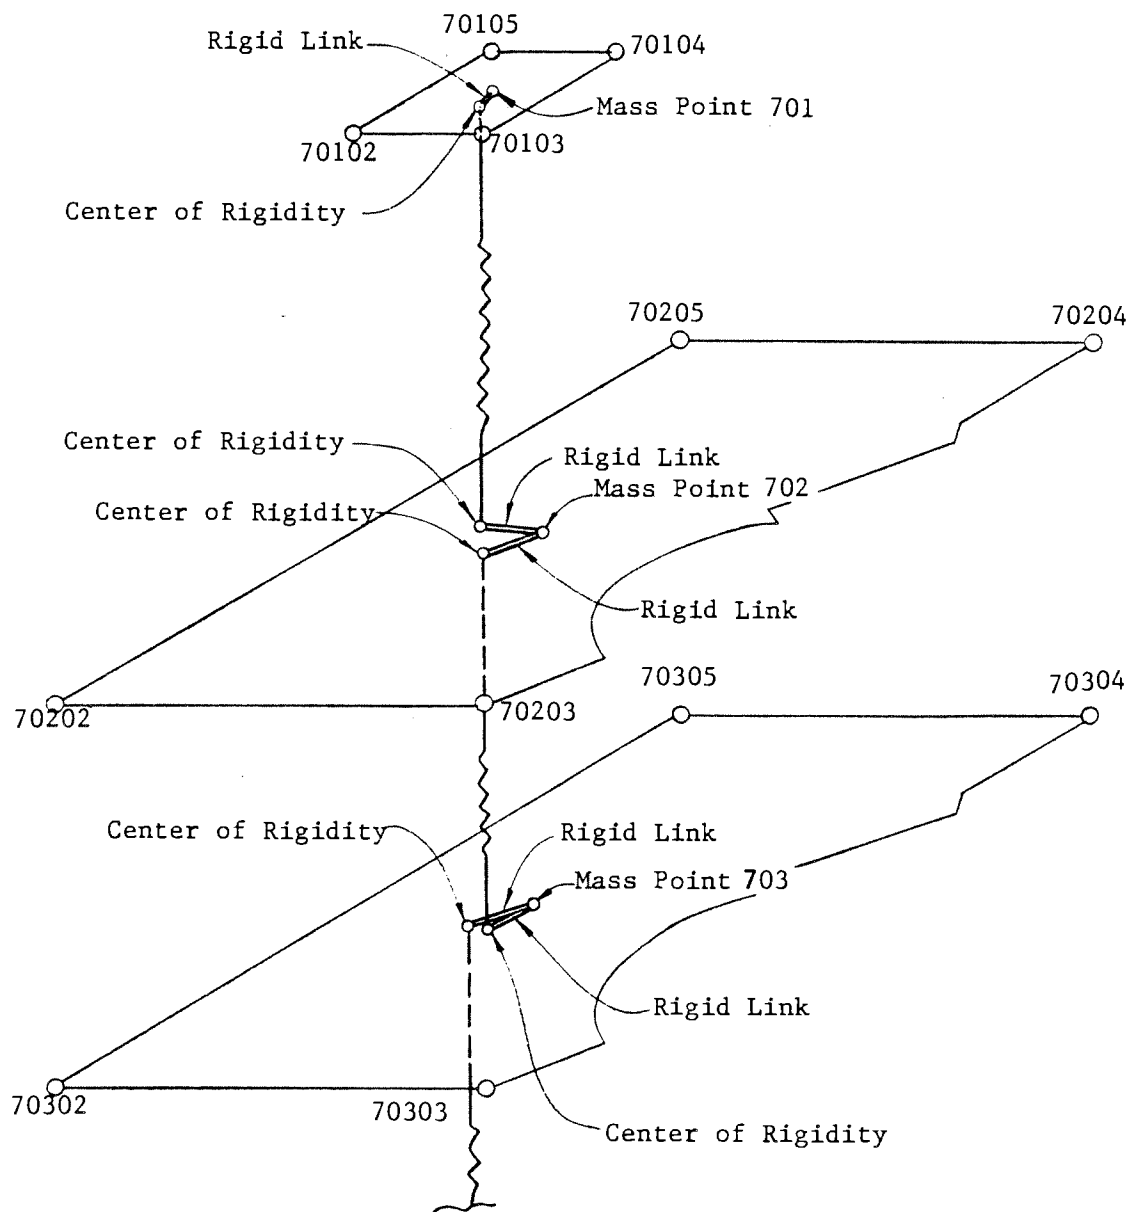 70105
Rigid Link
70104
Mass Point 701
70102
70103
Center of Rigidity
70205
70204
Center of Rigidity
Rigid Link
Mass Point 702
Center of Rigidity
Rigid Link
70202
70203
70305
70304
Center of Rigidity
Rigid Link
Mass Point 703
Rigid Link
70302
70303
Center of Rigidity